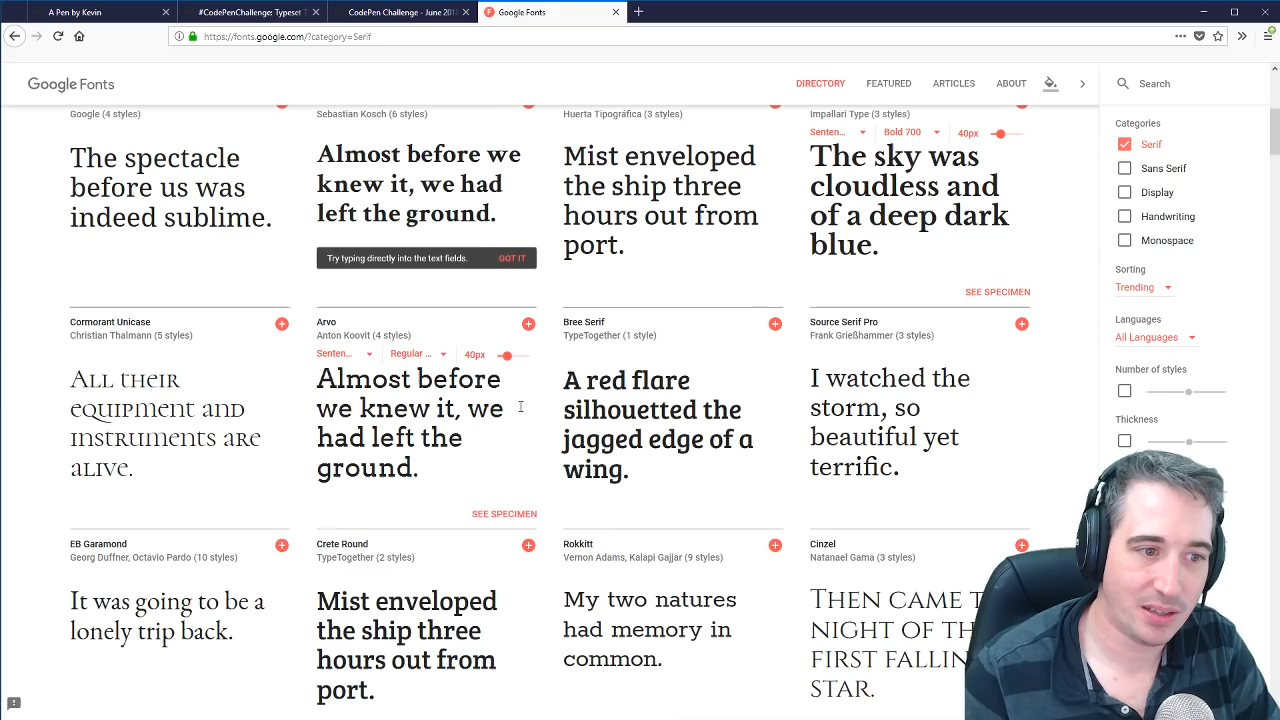 A Pen by Kevin
#CodePenChallenge: Typeset
CodePen Challenge - June 201
Google Fonts
https://fonts.google.com/?category=Serif
Google Fonts
DIRECTORY
FEATURED
ARTICLES
ABOUT
Search
Google (4 styles)
Sebastian Kosch (6 styles)
Huerta Tipográfica (3 styles)
Impallari Type (3 styles)
Senten...
Bold 700
40px
The spectacle
before us was
indeed sublime.
Almost before we
knew it, we had
left the ground.
Try typing directly into the text fields.
GOT IT
Mist enveloped
the ship three
hours out from
port.
The sky was
cloudless and
of a deep dark
blue.
SEE SPECIMEN
Cormorant Unicase
Christian Thalmann (5 styles)
Arvo
Anton Koovit (4 styles)
Senten...
Regular ...
40px
Bree Serif
TypeTogether (1 style)
Source Serif Pro
Frank Grießhammer (3 styles)
All their
equipment and
instruments are
alive.
Almost before
we knew it, we
had left the
ground.
SEE SPECIMEN
A red flare
silhouetted the
jagged edge of a
wing.
I watched the
storm, so
beautiful yet
terrific.
EB Garamond
Georg Duffner, Octavio Pardo (10 styles)
Crete Round
TypeTogether (2 styles)
Rokkitt
Vernon Adams, Kalapi Gajjar (9 styles)
Cinzel
Natanael Gama (3 styles)
It was going to be a
lonely trip back.
Mist enveloped
the ship three
hours out from
port.
My two natures
had memory in
common.
THEN CAME T
NIGHT OF TH
FIRST FALLIN
STAR.
Categories
Serif
Sans Serif
Display
Handwriting
Monospace
Sorting
Trending
Languages
All Languages
Number of styles
Thickness